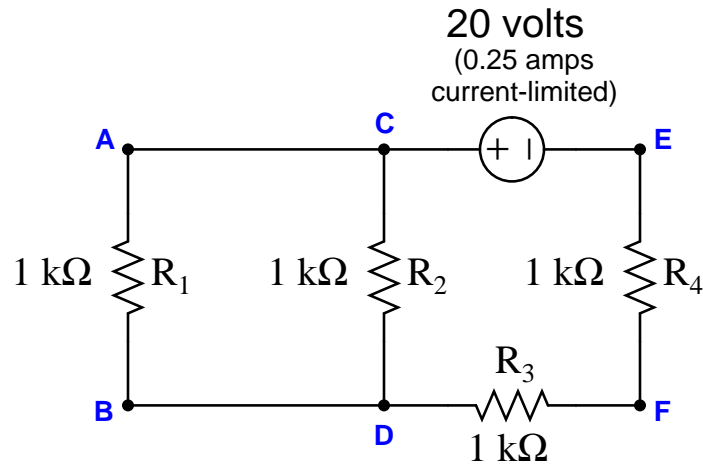 20 volts
(0.25 amps
current-limited)
A
C
+ −
E
1 kΩ R₁
1 kΩ R₂
1 kΩ R₄
R₃
B
D
F
1 kΩ